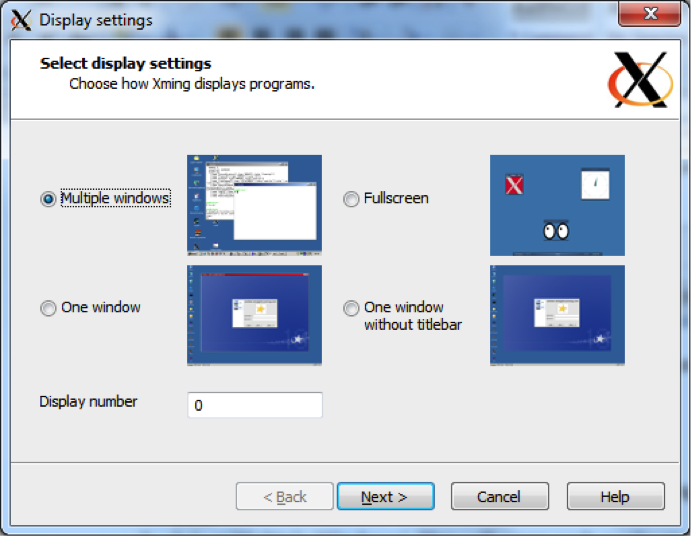 Display settings
Select display settings
Choose how Xming displays programs.
Multiple windows
Fullscreen
One window
One window
without titlebar
Display number
0
< Back
Next >
Cancel
Help